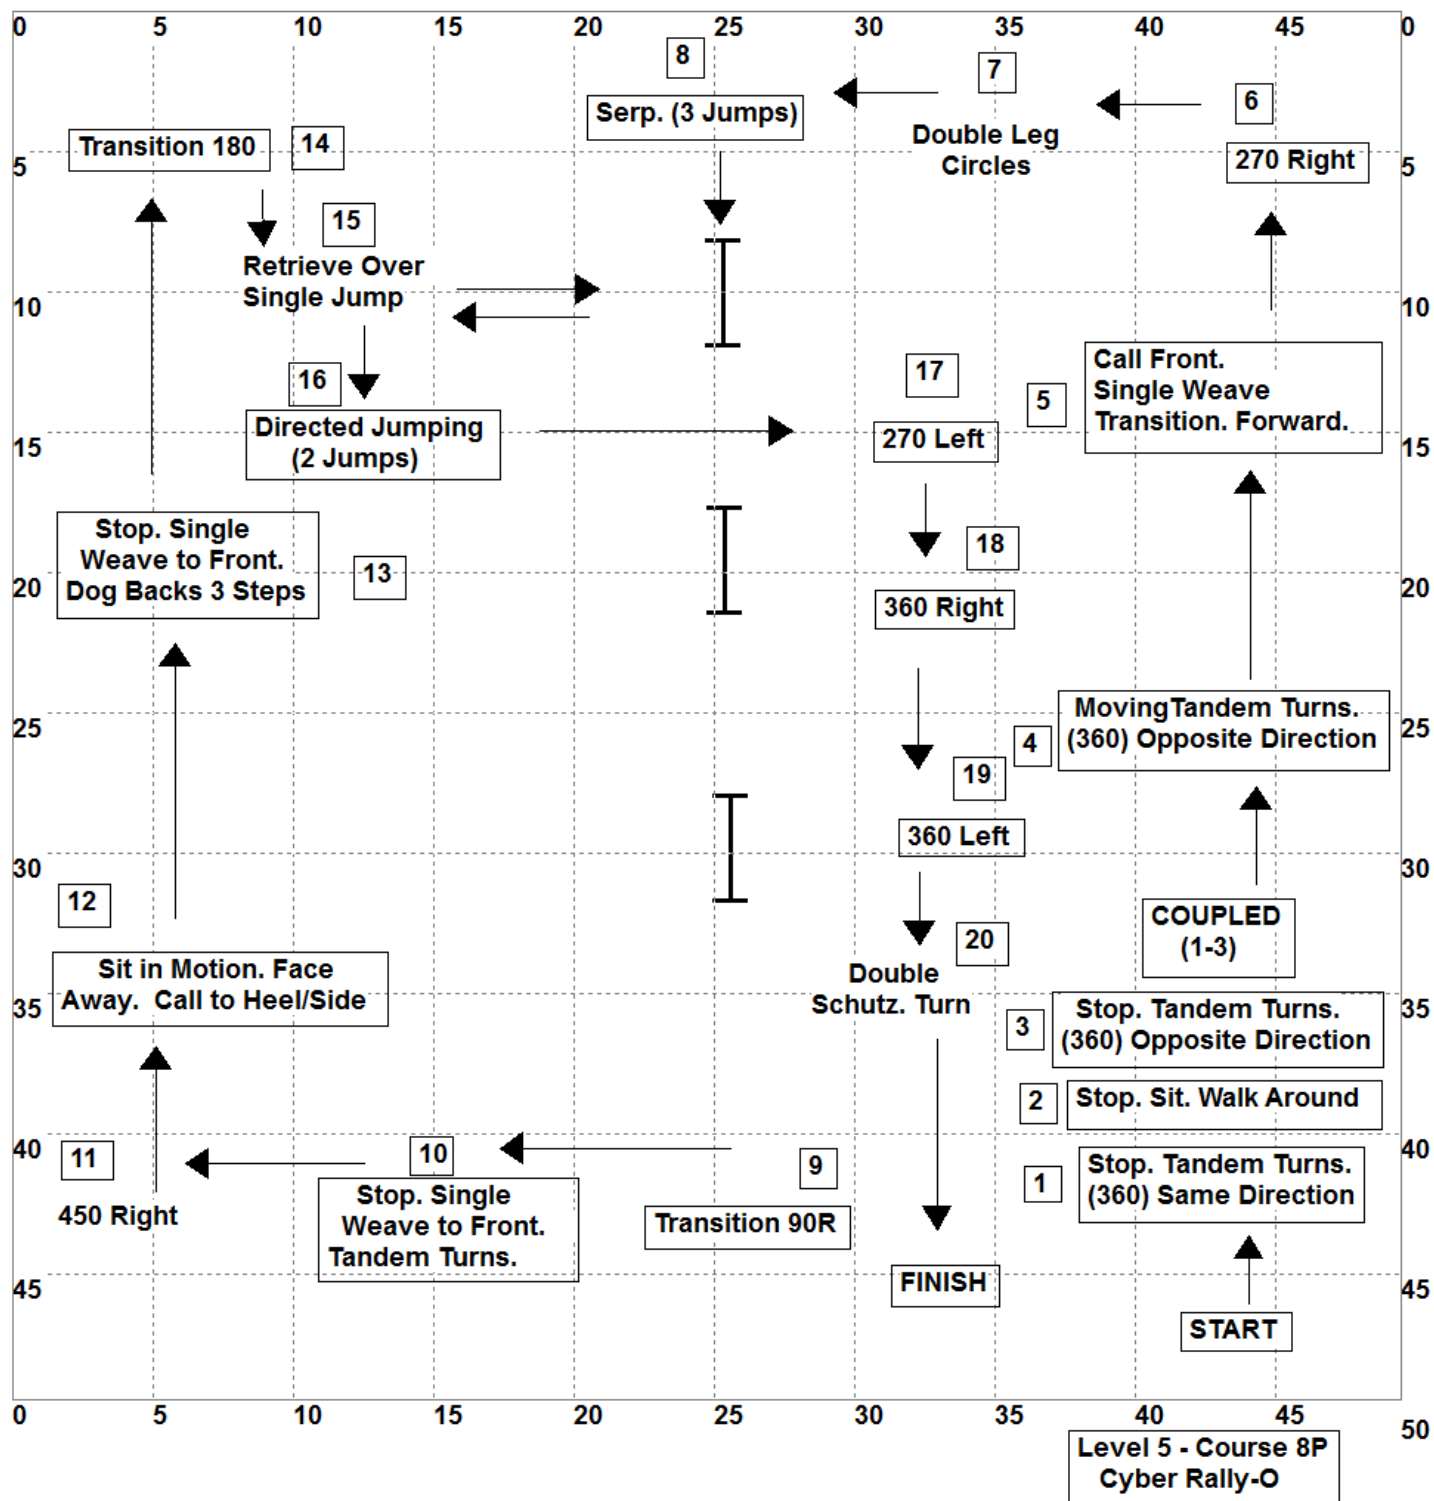 0 5 10 15 20 25 30 35 40 45 0
8
7
6
Serp. (3 Jumps)
Double Leg
Circles
Transition 180
14
5
270 Right
5
15
Retrieve Over
Single Jump
10
10
16
17
Call Front.
Single Weave
Transition. Forward.
5
Directed Jumping
(2 Jumps)
270 Left
15
15
Stop. Single
Weave to Front.
Dog Backs 3 Steps
13
18
20
20
360 Right
MovingTandem Turns.
(360) Opposite Direction
4
25
25
19
360 Left
30
30
12
COUPLED
(1-3)
20
Double
Schutz. Turn
Sit in Motion. Face
Away. Call to Heel/Side
35
35
3
Stop. Tandem Turns.
(360) Opposite Direction
2
Stop. Sit. Walk Around
40
40
11
450 Right
10
Stop. Single
Weave to Front.
Tandem Turns.
9
Transition 90R
1
Stop. Tandem Turns.
(360) Same Direction
45
45
FINISH
START
0 5 10 15 20 25 30 35 40 45 50
Level 5 - Course 8P
Cyber Rally-O